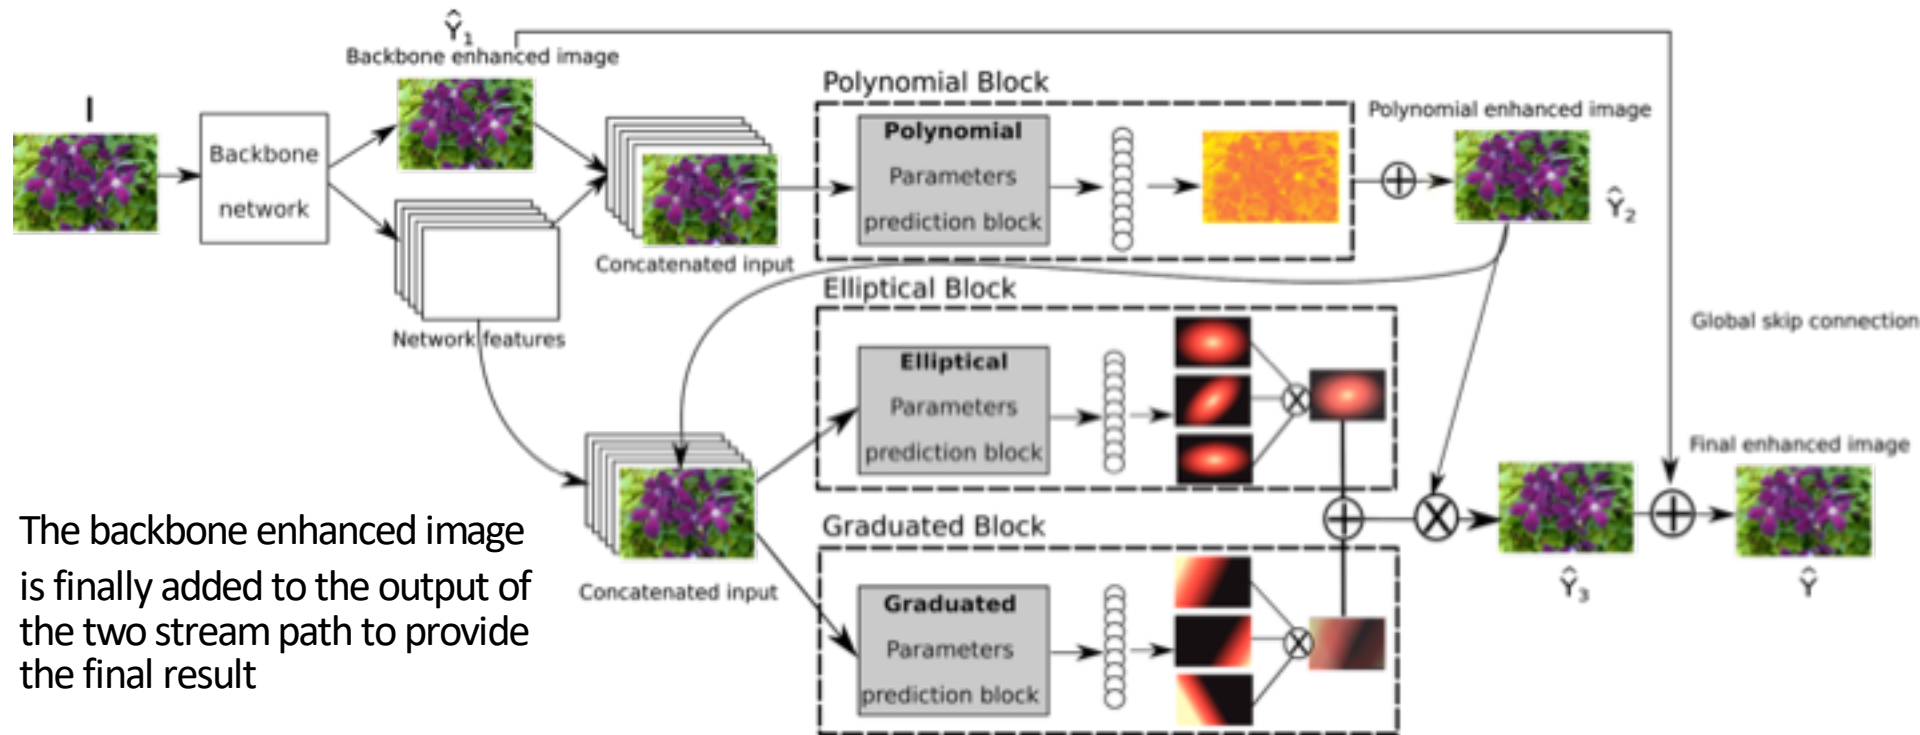 Ŷ1
Backbone enhanced image
I
Backbone
network
Network features
Concatenated input
Polynomial Block
Polynomial
Parameters
prediction block
Polynomial enhanced image
Ŷ2
Elliptical Block
Elliptical
Parameters
prediction block
Global skip connection
Concatenated input
Graduated Block
Graduated
Parameters
prediction block
Ŷ3
Final enhanced image
Ŷ
The backbone enhanced image
is finally added to the output of
the two stream path to provide
the final result